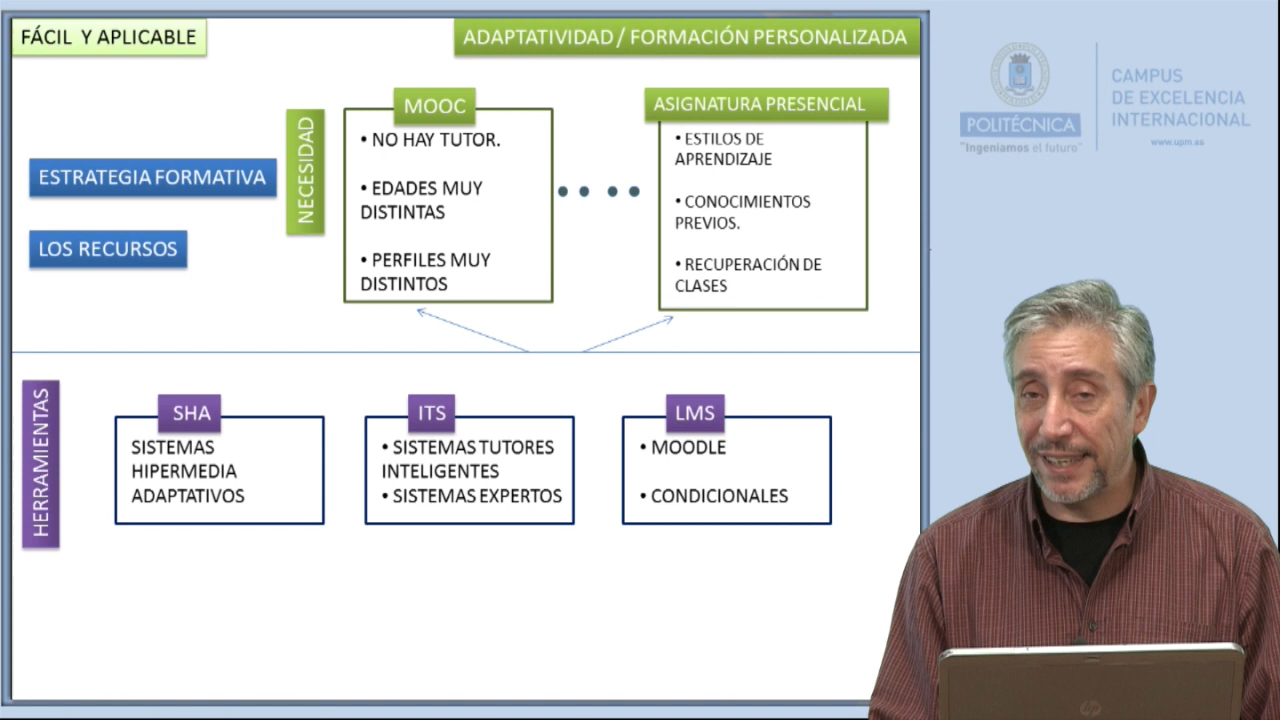 FÁCIL Y APLICABLE
ADAPTATIVIDAD / FORMACIÓN PERSONALIZADA
ESTRATEGIA FORMATIVA
LOS RECURSOS
NECESIDAD
MOOC
• NO HAY TUTOR.
• EDADES MUY
DISTINTAS
• PERFILES MUY
DISTINTOS
ASIGNATURA PRESENCIAL
• ESTILOS DE
APRENDIZAJE
• CONOCIMIENTOS
PREVIOS.
• RECUPERACIÓN DE
CLASES
HERRAMIENTAS
SHA
SISTEMAS
HIPERMEDIA
ADAPTATIVOS
ITS
• SISTEMAS TUTORES
INTELIGENTES
• SISTEMAS EXPERTOS
LMS
• MOODLE
• CONDICIONALES
POLITÉCNICA
"Ingeniamos el futuro"
CAMPUS
DE EXCELENCIA
INTERNACIONAL
www.upm.es